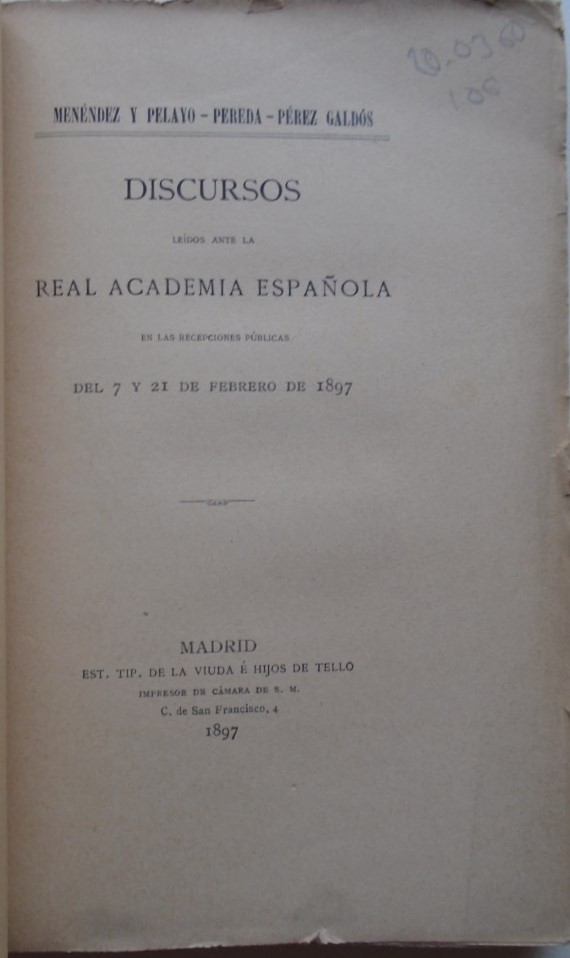 MENÉNDEZ Y PELAYO - PEREDA - PÉREZ GALDÓS
DISCURSOS
LEÍDOS ANTE LA
REAL ACADEMIA ESPAÑOLA
EN LAS RECEPCIONES PÚBLICAS
DEL 7 Y 21 DE FEBRERO DE 1897
MADRID
EST. TIP. DE LA VIUDA É HIJOS DE TELLO
IMPRESOR DE CÁMARA DE S. M.
C. de San Francisco, 4
1897